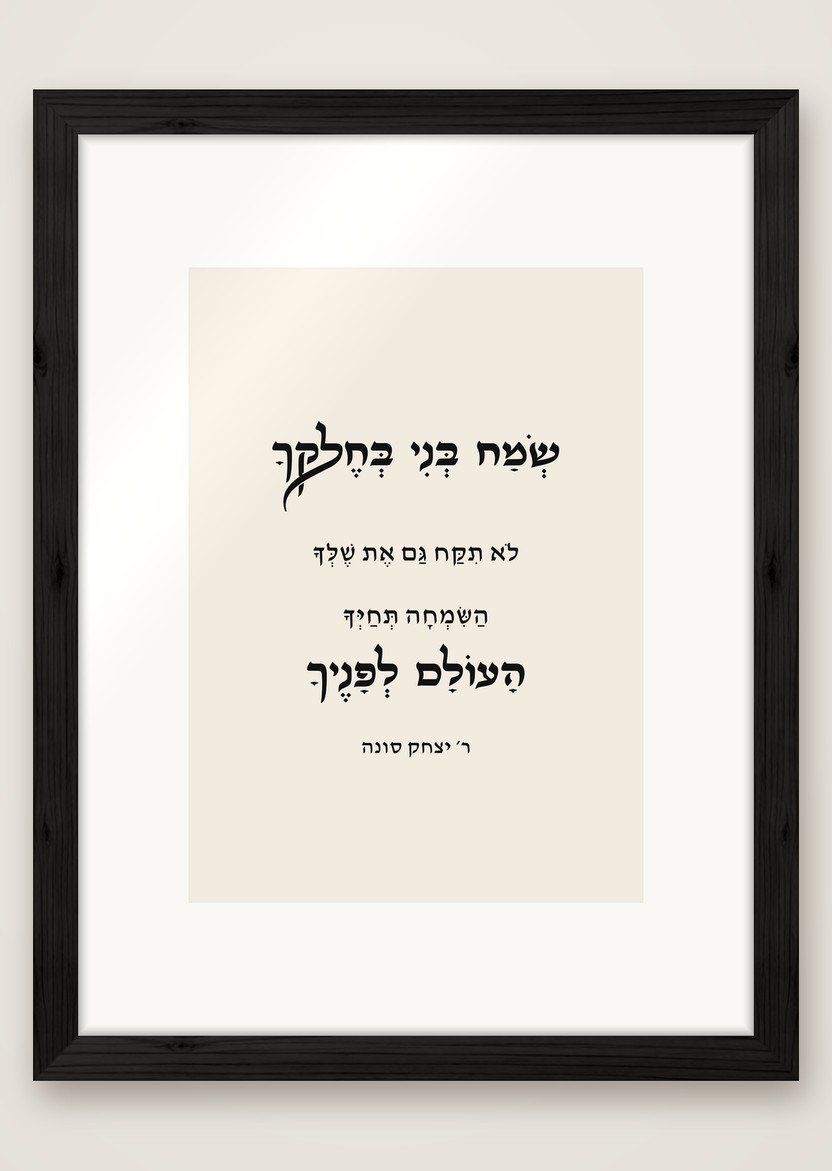 שְׂמַח בְּנִי בְּחֶלְקְךָ
לֹא תִקַּח גַּם אֶת שֶׁלְּךָ
הַשִּׂמְחָה תְּחַיֶּךָ
הָעוֹלָם לְפָנֶיךָ
ר׳ יצחק סונה